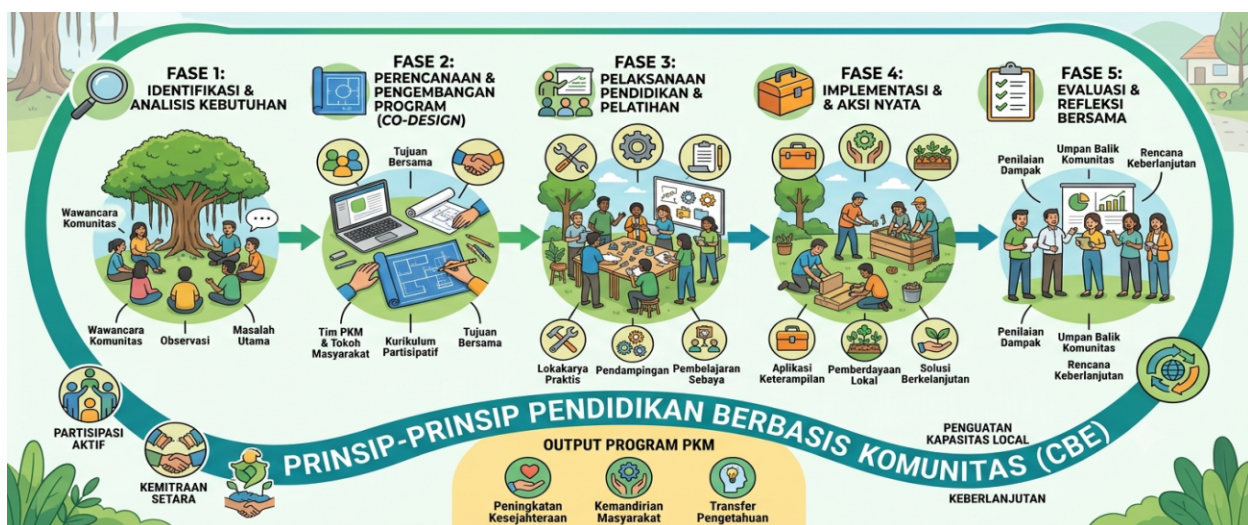 FASE 1:
IDENTIFIKASI &
ANALISIS KEBUTUHAN
Wawancara
Komunitas
Wawancara
Komunitas
Observasi
Masalah
Utama
FASE 2:
PERENCANAAN &
PENGEMBANGAN
PROGRAM
(CO-DESIGN)
Tujuan
Bersama
Tim PKM
& Tokoh
Masyarakat
Kurikulum
Partisipatif
Tujuan
Bersama
FASE 3:
PELAKSANAAN
PENDIDIKAN &
PELATIHAN
Lokakarya
Praktis
Pendampingan
Pembelajaran
Sebaya
FASE 4:
IMPLEMENTASI &
& AKSI NYATA
Aplikasi
Keterampilan
Pemberdayaan
Lokal
Solusi
Berkelanjutan
FASE 5:
EVALUASI &
REFLEKSI
BERSAMA
Penilaian
Dampak
Umpan Balik
Komunitas
Rencana
Keberlanjutan
Penilaian
Dampak
Umpan Balik
Komunitas
Rencana
Keberlanjutan
PARTISIPASI
AKTIF
KEMITRAAN
SETARA
PRINSIP-PRINSIP PENDIDIKAN BERBASIS KOMUNITAS (CBE)
PENGUATAN
KAPASITAS LOCAL
KEBERLANJUTAN
OUTPUT PROGRAM PKM
Peningkatan
Kesejahteraan
Kemandirian
Masyarakat
Transfer
Pengetahuan